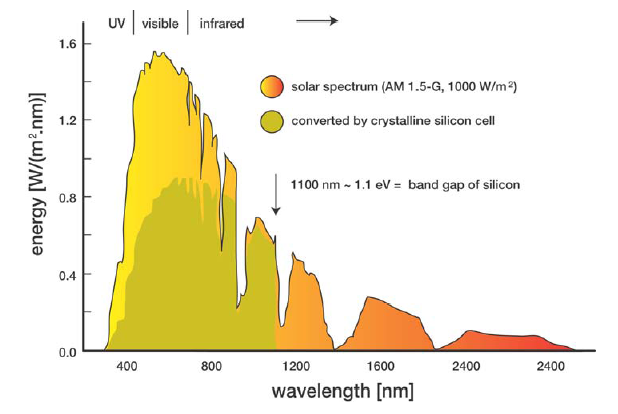 UV visible infrared
1.6
1.2
0.8
0.4
0.0
energy [W/(m².nm)]
solar spectrum (AM 1.5-G, 1000 W/m²)
converted by crystalline silicon cell
1100 nm ~ 1.1 eV = band gap of silicon
400 800 1200 1600 2400 2400
wavelength [nm]